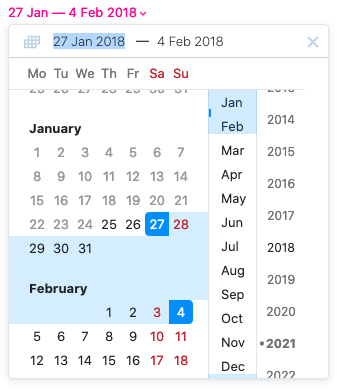 27 Jan — 4 Feb 2018
27 Jan 2018 — 4 Feb 2018
Mo Tu We Th Fr Sa Su
January
1 2 3 4 5 6 7
8 9 10 11 12 13 14
15 16 17 18 19 20 21
22 23 24 25 26 27 28
29 30 31
February
1 2 3 4
5 6 7 8 9 10 11
12 13 14 15 16 17 18
Jan
Feb
Mar
Apr
May
Jun
Jul
Aug
Sep
Oct
Nov
Dec
2014
2015
2016
2017
2018
2019
2020
• 2021
2022